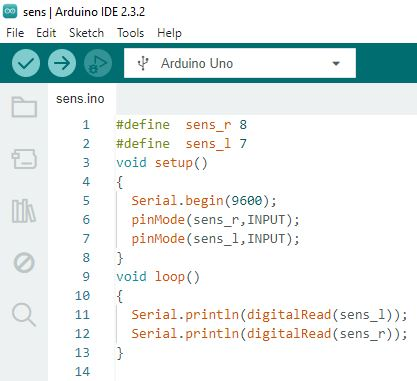 sens | Arduino IDE 2.3.2
File Edit Sketch Tools Help
Arduino Uno
sens.ino
1 #define  sens_r 8
2 #define  sens_l 7
3 void setup()
4 {
5   Serial.begin(9600);
6   pinMode(sens_r,INPUT);
7   pinMode(sens_l,INPUT);
8 }
9 void loop()
10 {
11   Serial.println(digitalRead(sens_l));
12   Serial.println(digitalRead(sens_r));
13 }
14